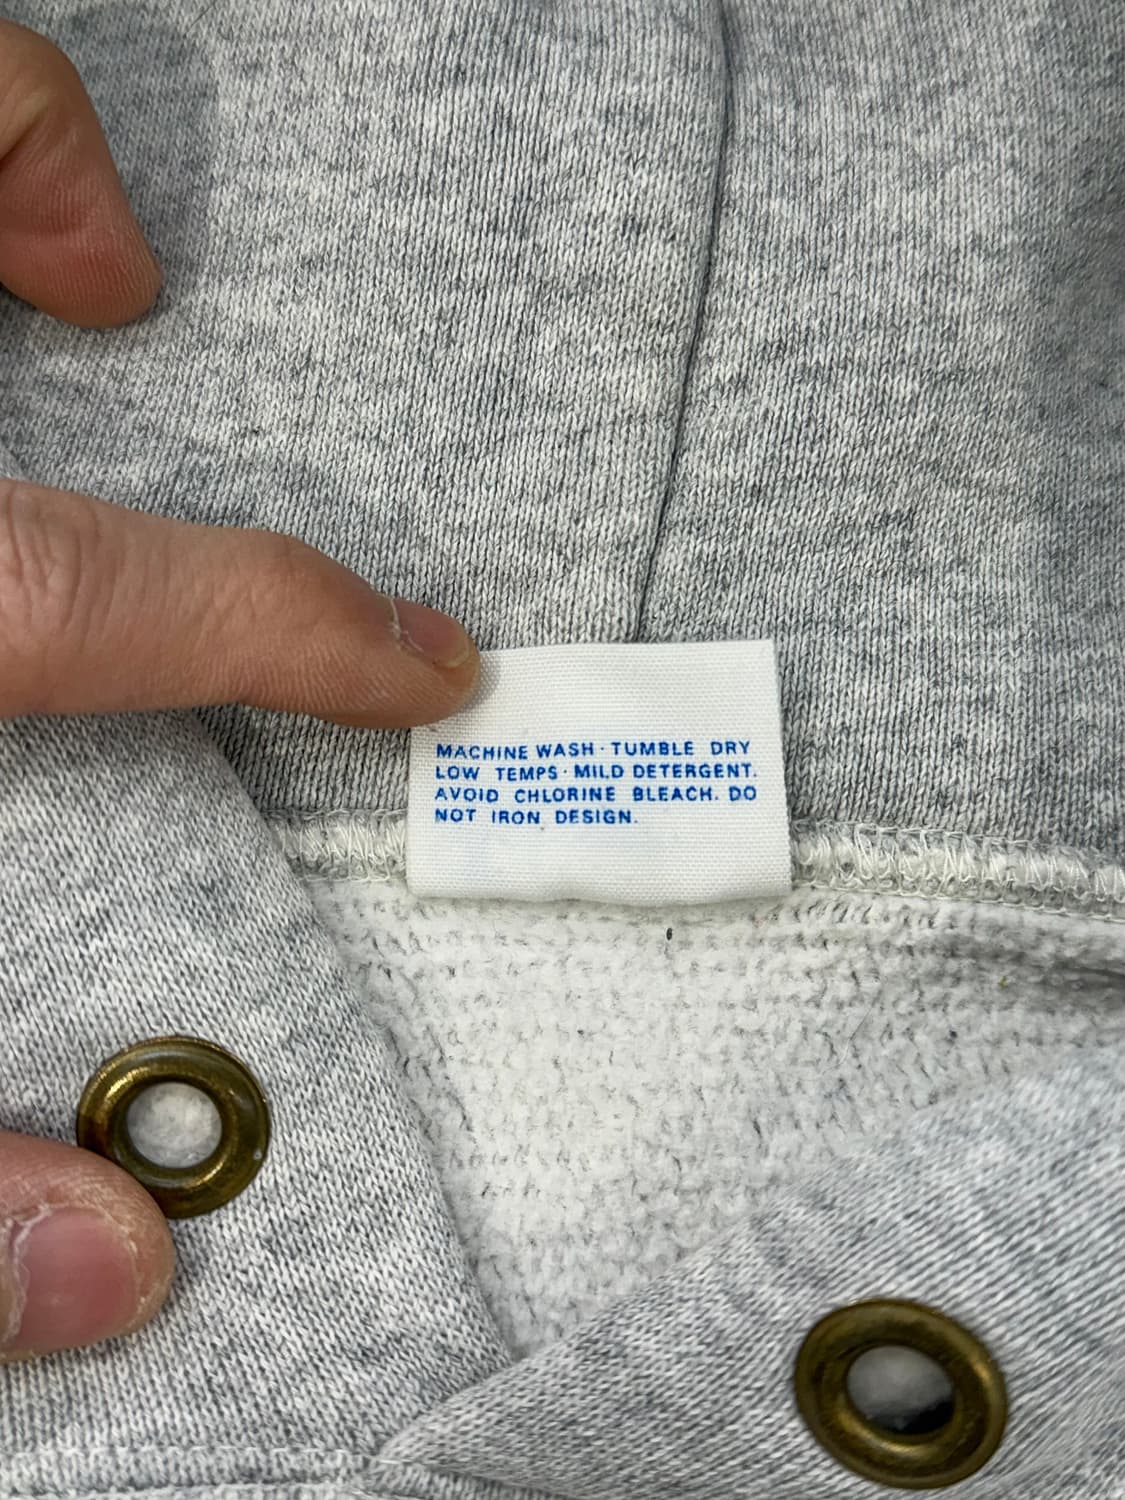 MACHINE WASH · TUMBLE DRY
LOW TEMPS · MILD DETERGENT.
AVOID CHLORINE BLEACH. DO
NOT IRON DESIGN.